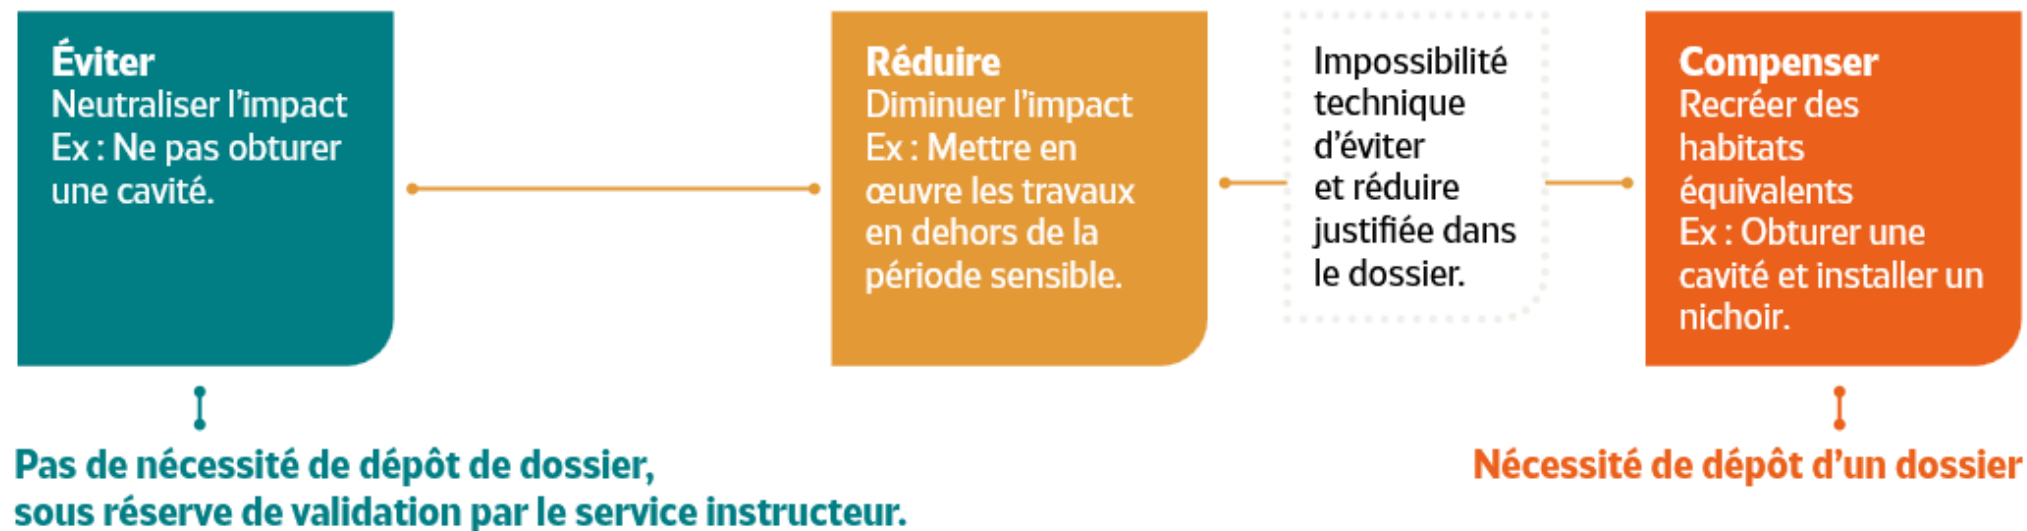 Éviter
Neutraliser l'impact
Ex : Ne pas obturer
une cavité.
Réduire
Diminuer l'impact
Ex : Mettre en
œuvre les travaux
en dehors de la
période sensible.
Impossibilité
technique
d'éviter
et réduire
justifiée dans
le dossier.
Compenser
Recréer des
habitats
équivalents
Ex : Obturer une
cavité et installer un
nichoir.
Pas de nécessité de dépôt de dossier,
sous réserve de validation par le service instructeur.
Nécessité de dépôt d'un dossier